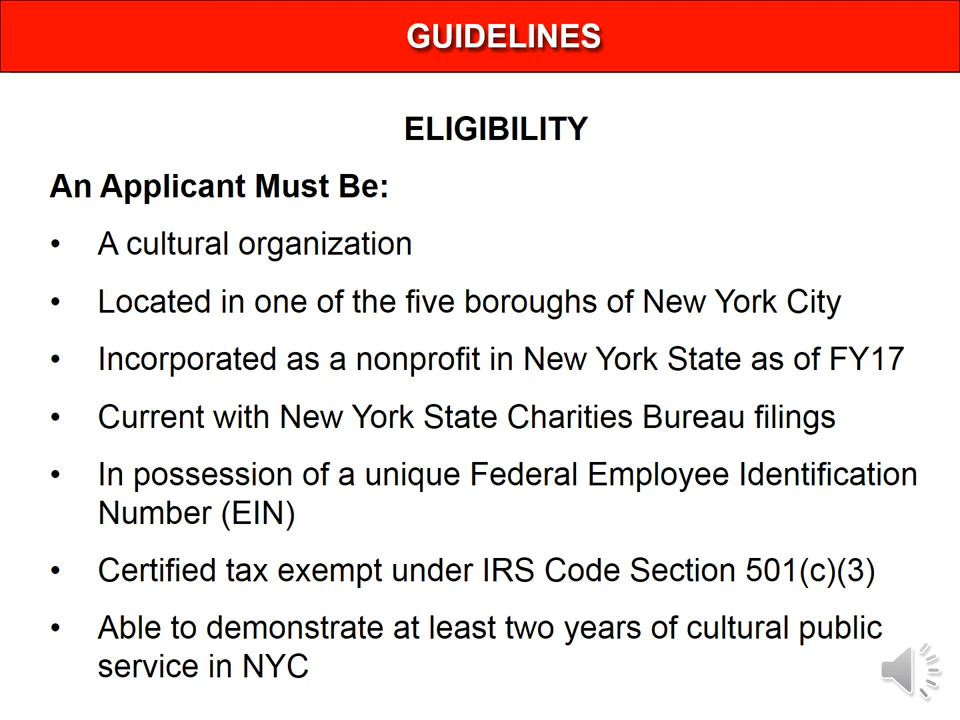 GUIDELINES
ELIGIBILITY
An Applicant Must Be:
• A cultural organization
• Located in one of the five boroughs of New York City
• Incorporated as a nonprofit in New York State as of FY17
• Current with New York State Charities Bureau filings
• In possession of a unique Federal Employee Identification
Number (EIN)
• Certified tax exempt under IRS Code Section 501(c)(3)
• Able to demonstrate at least two years of cultural public
service in NYC